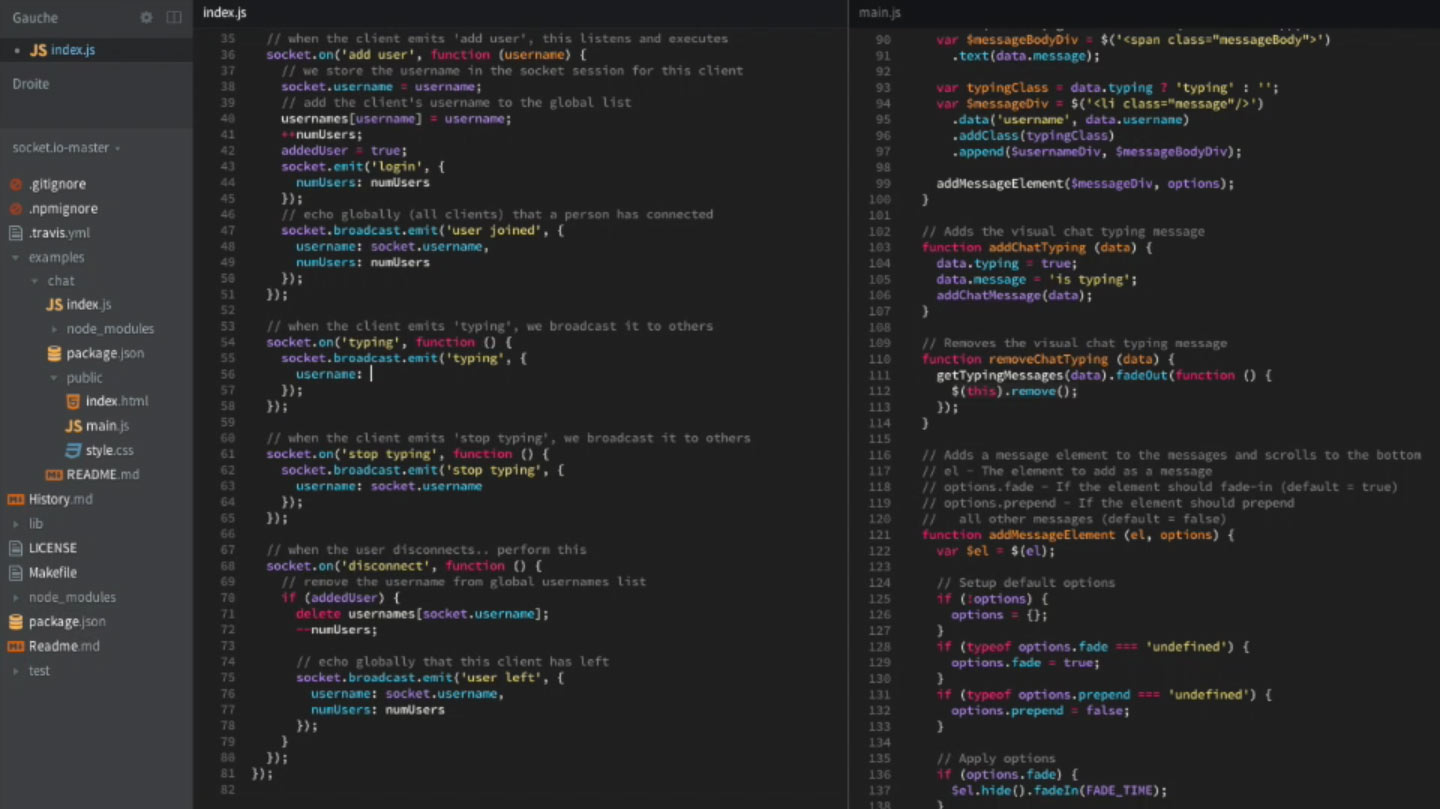 Gauche
JS index.js
Droite
socket.io-master
.gitignore
.npmignore
.travis.yml
examples
chat
JS index.js
node_modules
package.json
public
index.html
JS main.js
style.css
README.md
History.md
lib
LICENSE
Makefile
node_modules
package.json
Readme.md
test
index.js
35 // when the client emits 'add user', this listens and executes
36 socket.on('add user', function (username) {
37 // we store the username in the socket session for this client
38 socket.username = username;
39 // add the client's username to the global list
40 usernames[username] = username;
41 ++numUsers;
42 addedUser = true;
43 socket.emit('login', {
44 numUsers: numUsers
45 });
46 // echo globally (all clients) that a person has connected
47 socket.broadcast.emit('user joined', {
48 username: socket.username,
49 numUsers: numUsers
50 });
51 });
52
53 // when the client emits 'typing', we broadcast it to others
54 socket.on('typing', function () {
55 socket.broadcast.emit('typing', {
56 username:
57 });
58 });
59
60 // when the client emits 'stop typing', we broadcast it to others
61 socket.on('stop typing', function () {
62 socket.broadcast.emit('stop typing', {
63 username: socket.username
64 });
65 });
66
67 // when the user disconnects.. perform this
68 socket.on('disconnect', function () {
69 // remove the username from global usernames list
70 if (addedUser) {
71 delete usernames[socket.username];
72 --numUsers;
73
74 // echo globally that this client has left
75 socket.broadcast.emit('user left', {
76 username: socket.username,
77 numUsers: numUsers
78 });
79 }
80 });
81 });
82
main.js
90 var $messageBodyDiv = $('<span class="messageBody">')
91 .text(data.message);
92
93 var typingClass = data.typing ? 'typing' : '';
94 var $messageDiv = $('<li class="message"/>')
95 .data('username', data.username)
96 .addClass(typingClass)
97 .append($usernameDiv, $messageBodyDiv);
98
99 addMessageElement($messageDiv, options);
100 }
101
102 // Adds the visual chat typing message
103 function addChatTyping (data) {
104 data.typing = true;
105 data.message = 'is typing';
106 addChatMessage(data);
107 }
108
109 // Removes the visual chat typing message
110 function removeChatTyping (data) {
111 getTypingMessages(data).fadeOut(function () {
112 $(this).remove();
113 });
114 }
115
116 // Adds a message element to the messages and scrolls to the bottom
117 // el - The element to add as a message
118 // options.fade - If the element should fade-in (default = true)
119 // options.prepend - If the element should prepend
120 // all other messages (default = false)
121 function addMessageElement (el, options) {
122 var $el = $(el);
123
124 // Setup default options
125 if (!options) {
126 options = {};
127 }
128 if (typeof options.fade === 'undefined') {
129 options.fade = true;
130 }
131 if (typeof options.prepend === 'undefined') {
132 options.prepend = false;
133 }
134
135 // Apply options
136 if (options.fade) {
137 $el.hide().fadeIn(FADE_TIME);
138 }